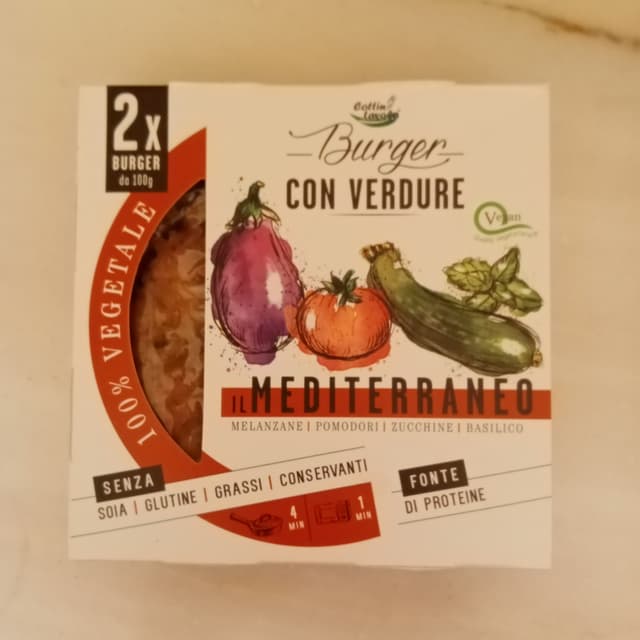 2x
BURGER
da 100g
100% VEGETALE
Burger
CON VERDURE
Vegan
IL MEDITERRANEO
MELANZANE | POMODORI | ZUCCHINE | BASILICO
SENZA
SOIA | GLUTINE | GRASSI | CONSERVANTI
4
MIN
1
MIN
FONTE
DI PROTEINE